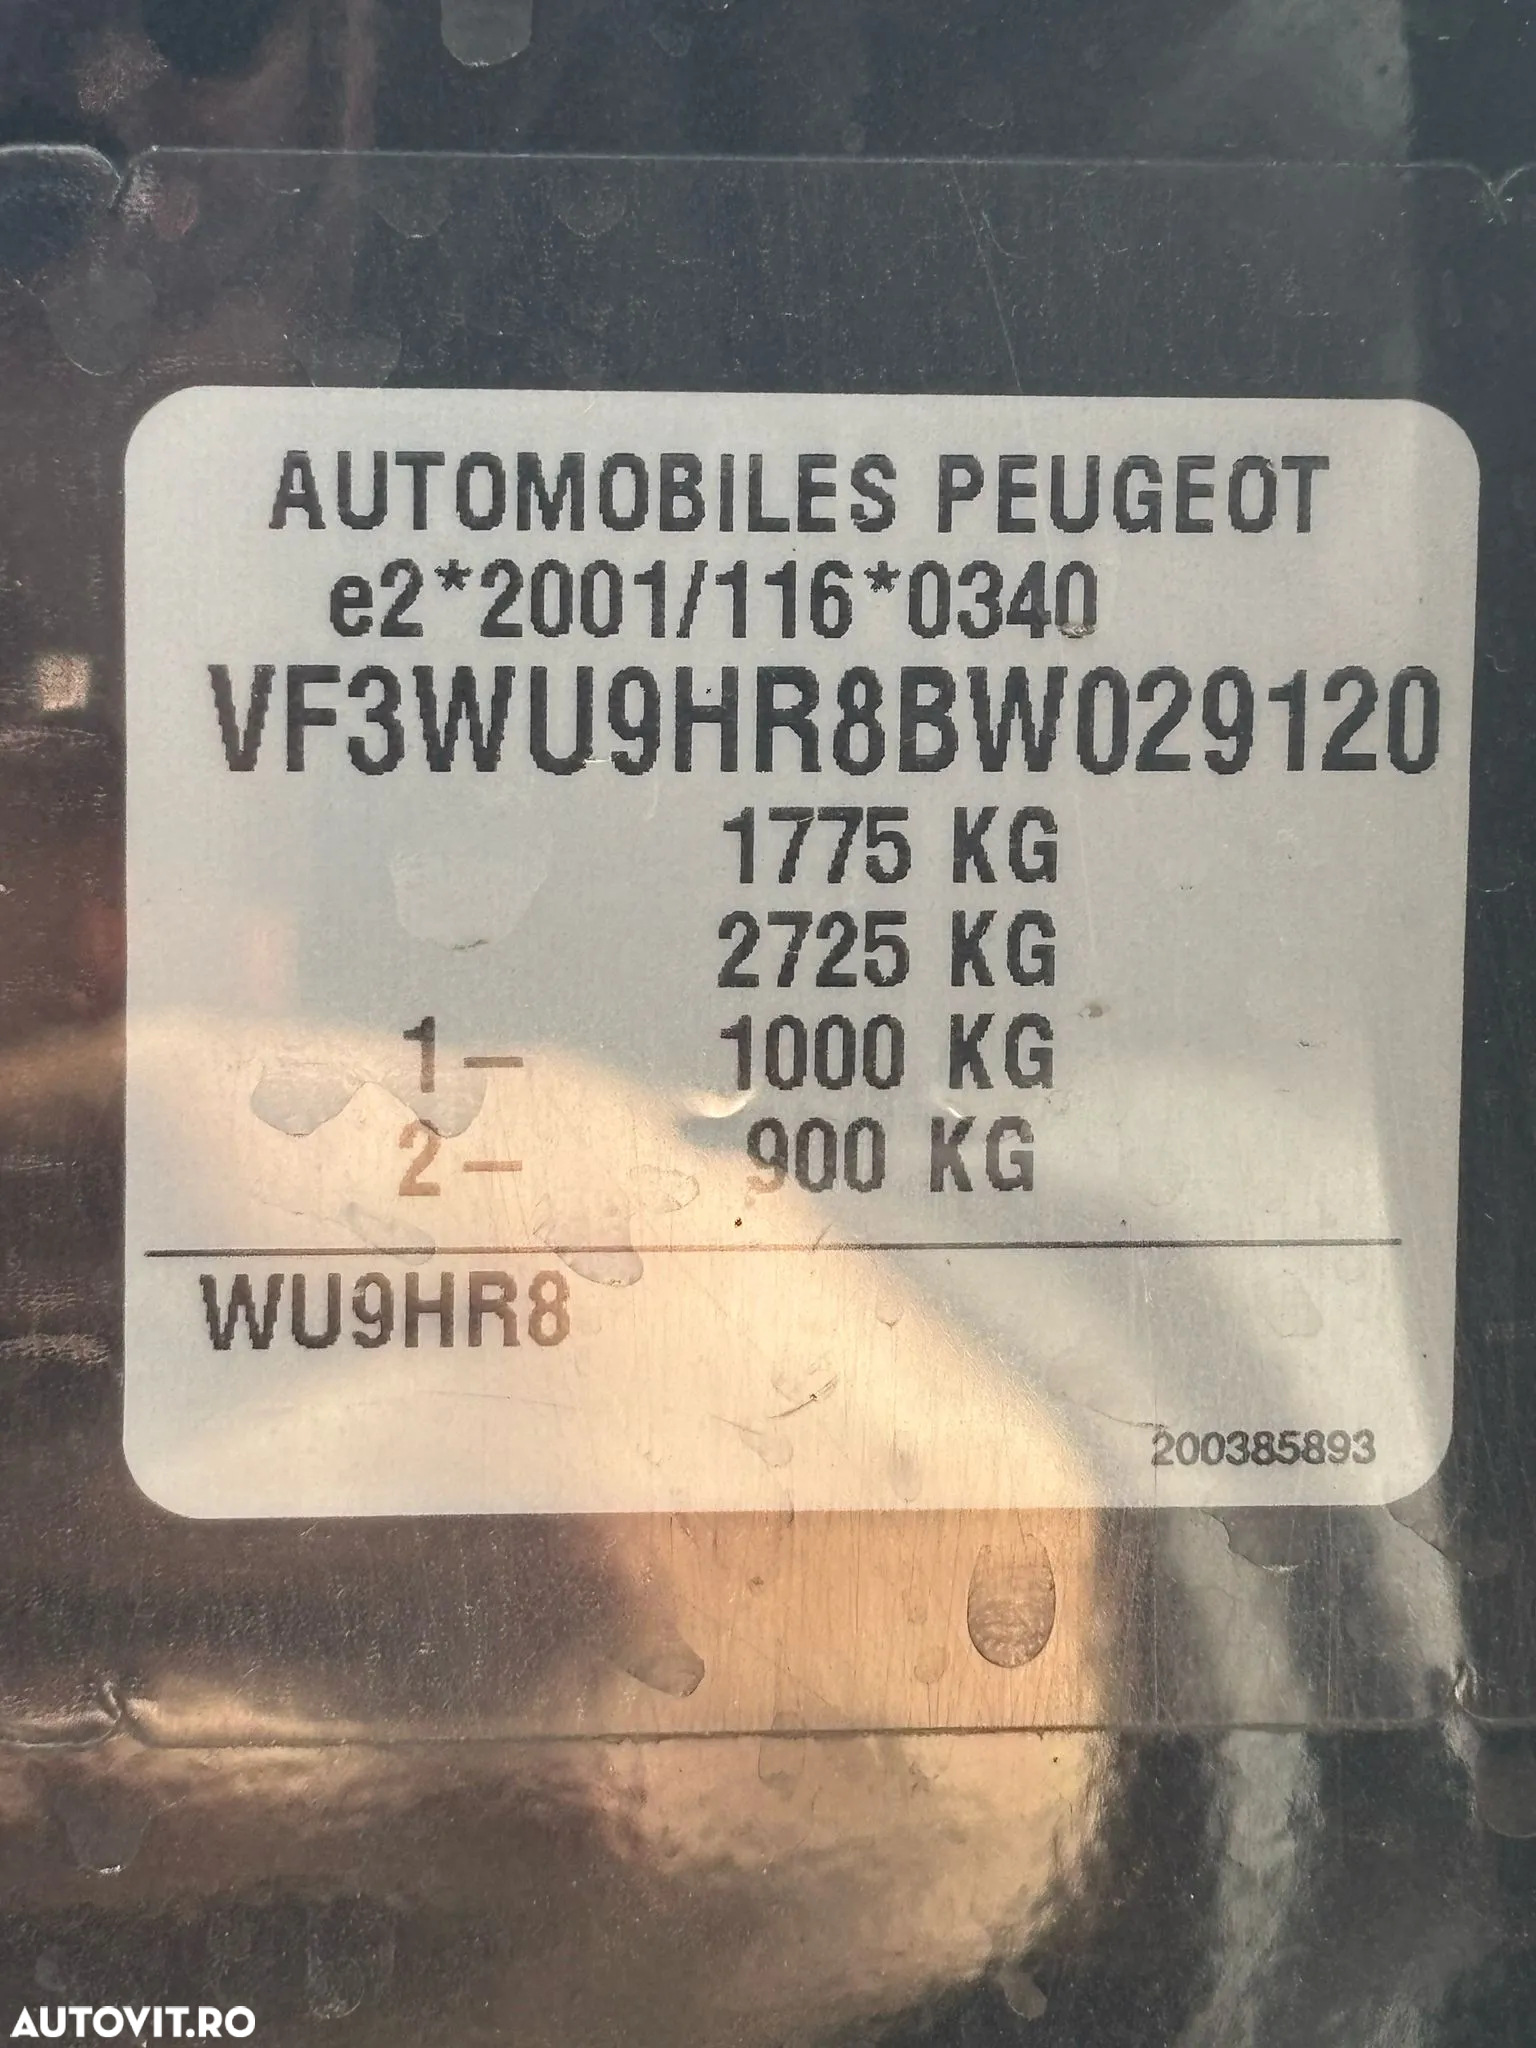 AUTOMOBILES PEUGEOT
e2*2001/116*0340
VF3WU9HR8BW029120
1775 KG
2725 KG
1– 1000 KG
2– 900 KG
WU9HR8
200385893
AUTOVIT.RO